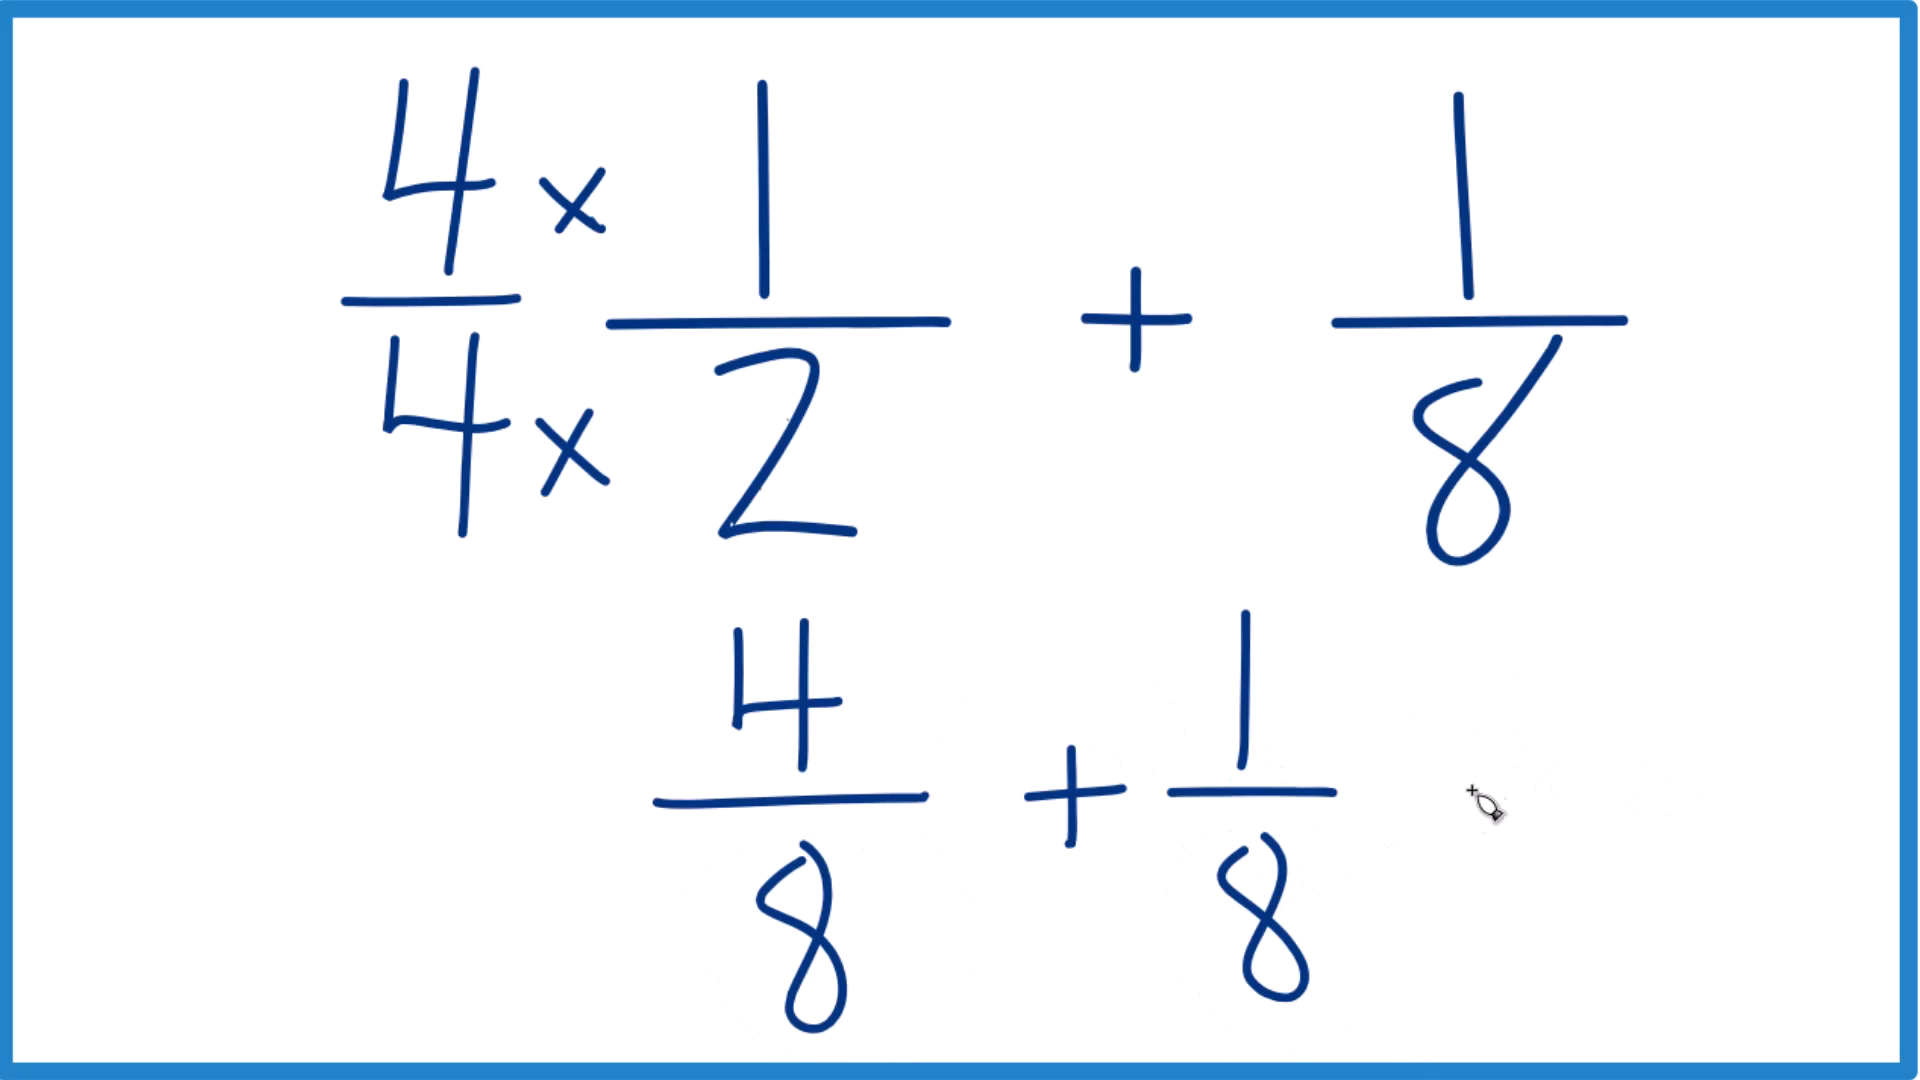 4/4 × × 1/2 + 1/8
4/8 + 1/8